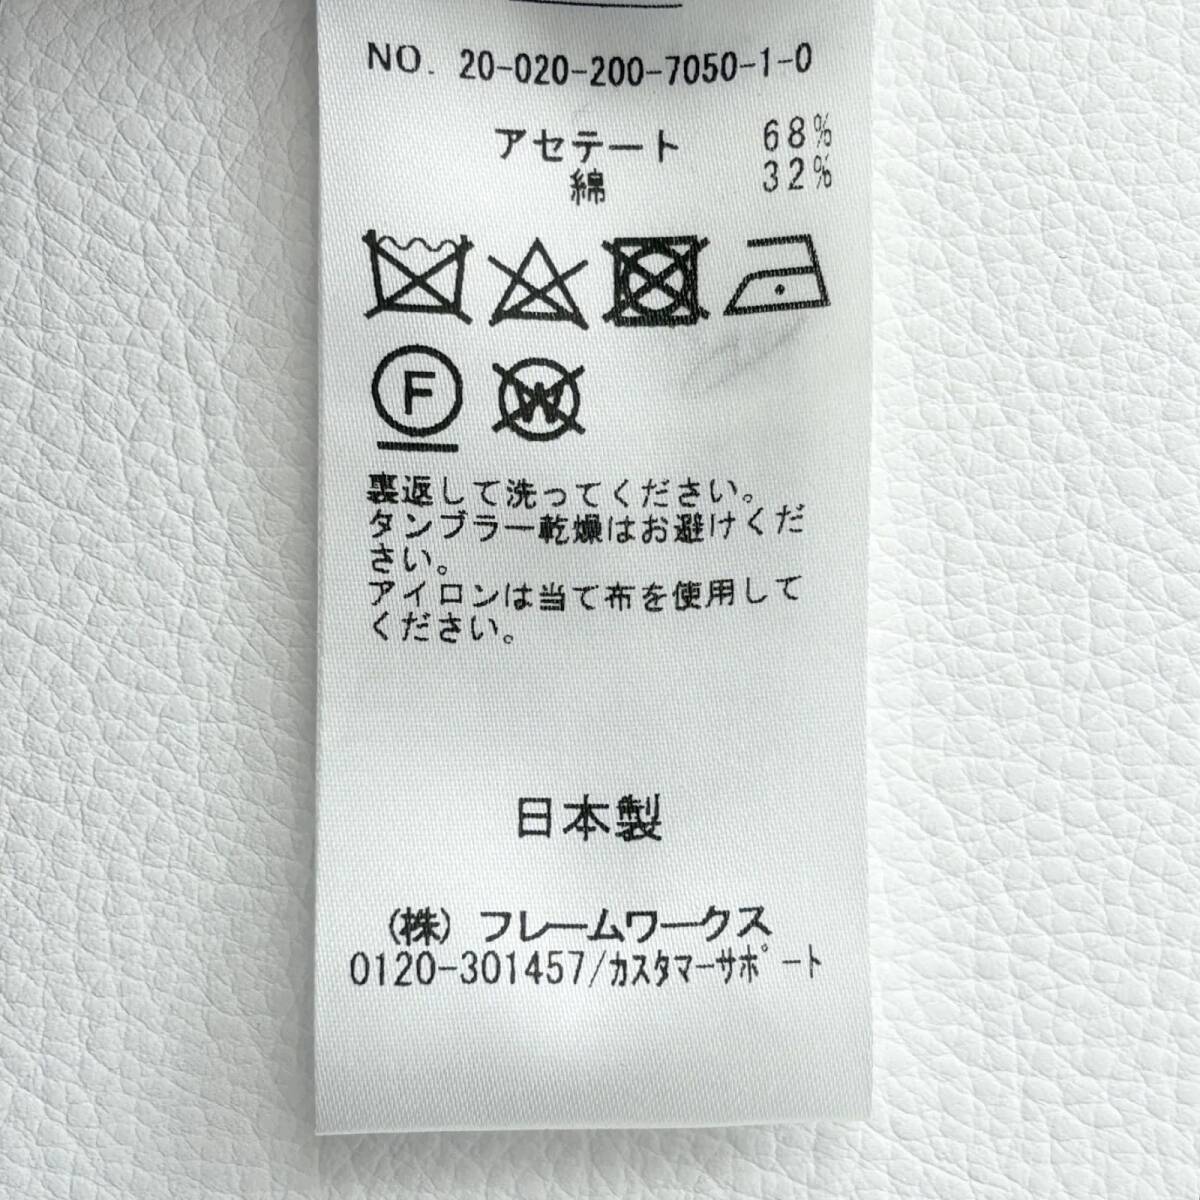 NO. 20-020-200-7050-1-0
アセテート 68%
綿 32%
F
W
裏返して洗ってください。
タンブラー乾燥はお避けくだ
さい。
アイロンは当て布を使用して
ください。
日本製
(株) フレームワークス
0120-301457/ｶｽﾀﾏｰｻﾎﾟｰﾄ